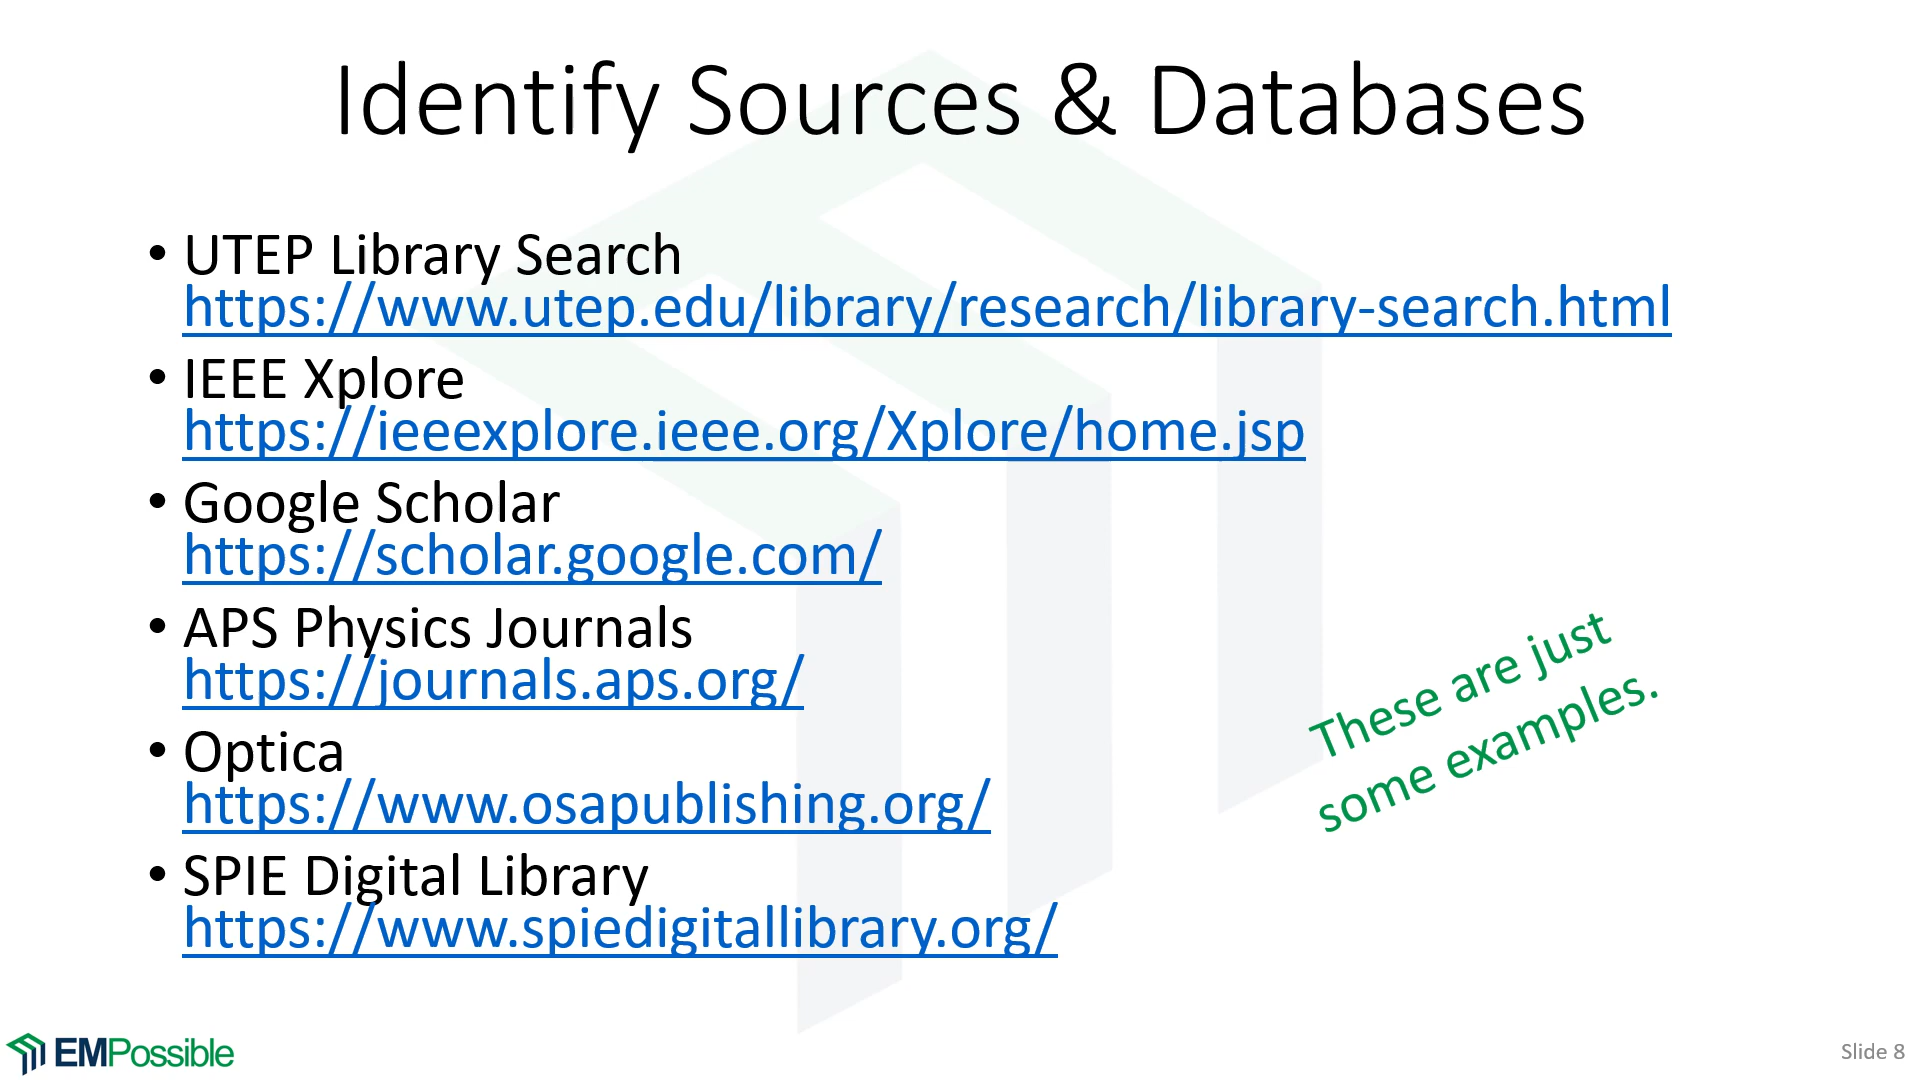 Identify Sources & Databases
• UTEP Library Search
https://www.utep.edu/library/research/library-search.html
• IEEE Xplore
https://ieeexplore.ieee.org/Xplore/home.jsp
• Google Scholar
https://scholar.google.com/
• APS Physics Journals
https://journals.aps.org/
• Optica
https://www.osapublishing.org/
• SPIE Digital Library
https://www.spiedigitallibrary.org/
These are just
some examples.
EMPossible
Slide 8